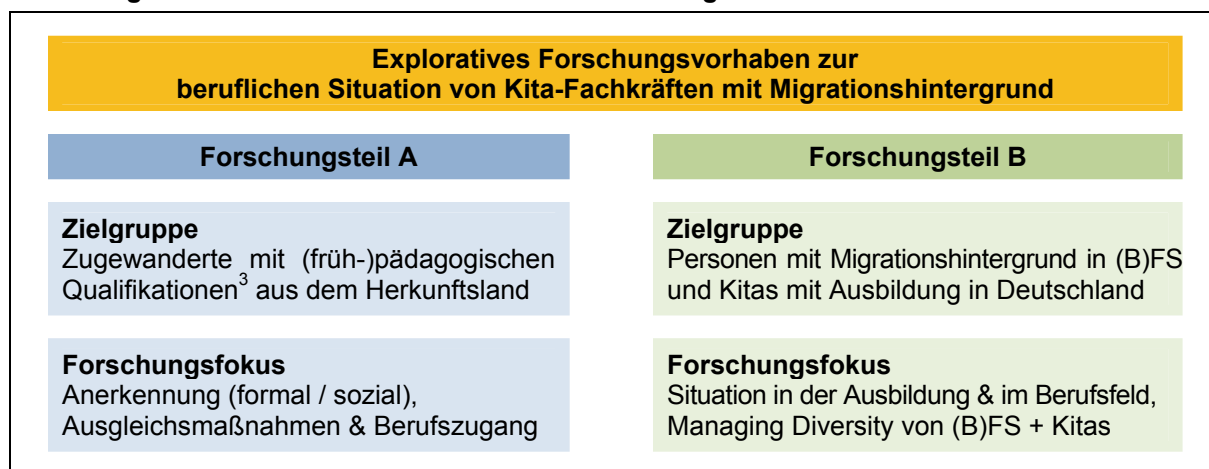 Exploratives Forschungsvorhaben zur
beruflichen Situation von Kita-Fachkräften mit Migrationshintergrund
Forschungsteil A
Zielgruppe
Zugewanderte mit (früh-)pädagogischen
Qualifikationen³ aus dem Herkunftsland
Forschungsfokus
Anerkennung (formal / sozial),
Ausgleichsmaßnahmen & Berufszugang
Forschungsteil B
Zielgruppe
Personen mit Migrationshintergrund in (B)FS
und Kitas mit Ausbildung in Deutschland
Forschungsfokus
Situation in der Ausbildung & im Berufsfeld,
Managing Diversity von (B)FS + Kitas